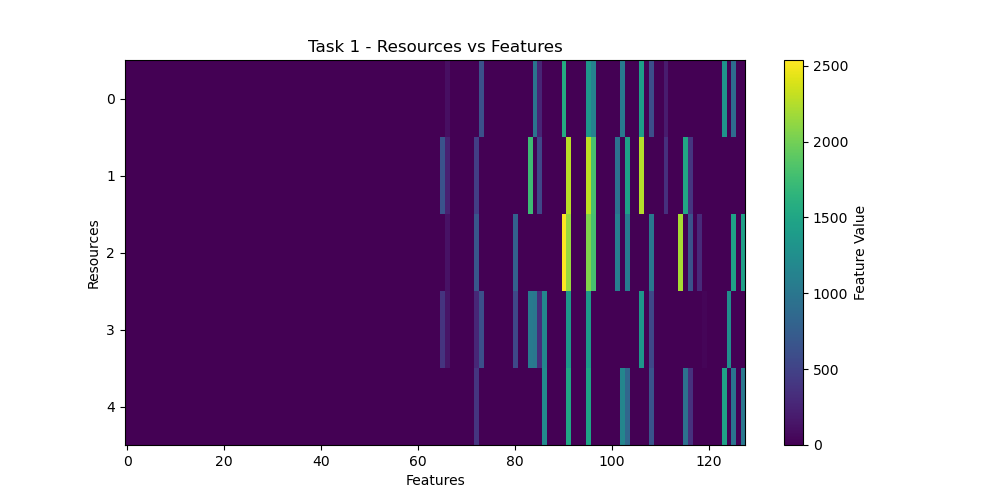 Task 1 - Resources vs Features
Resources
0
1
2
3
4
0 20 40 60 80 100 120
Features
2500
2000
1500
1000
500
0
Feature Value